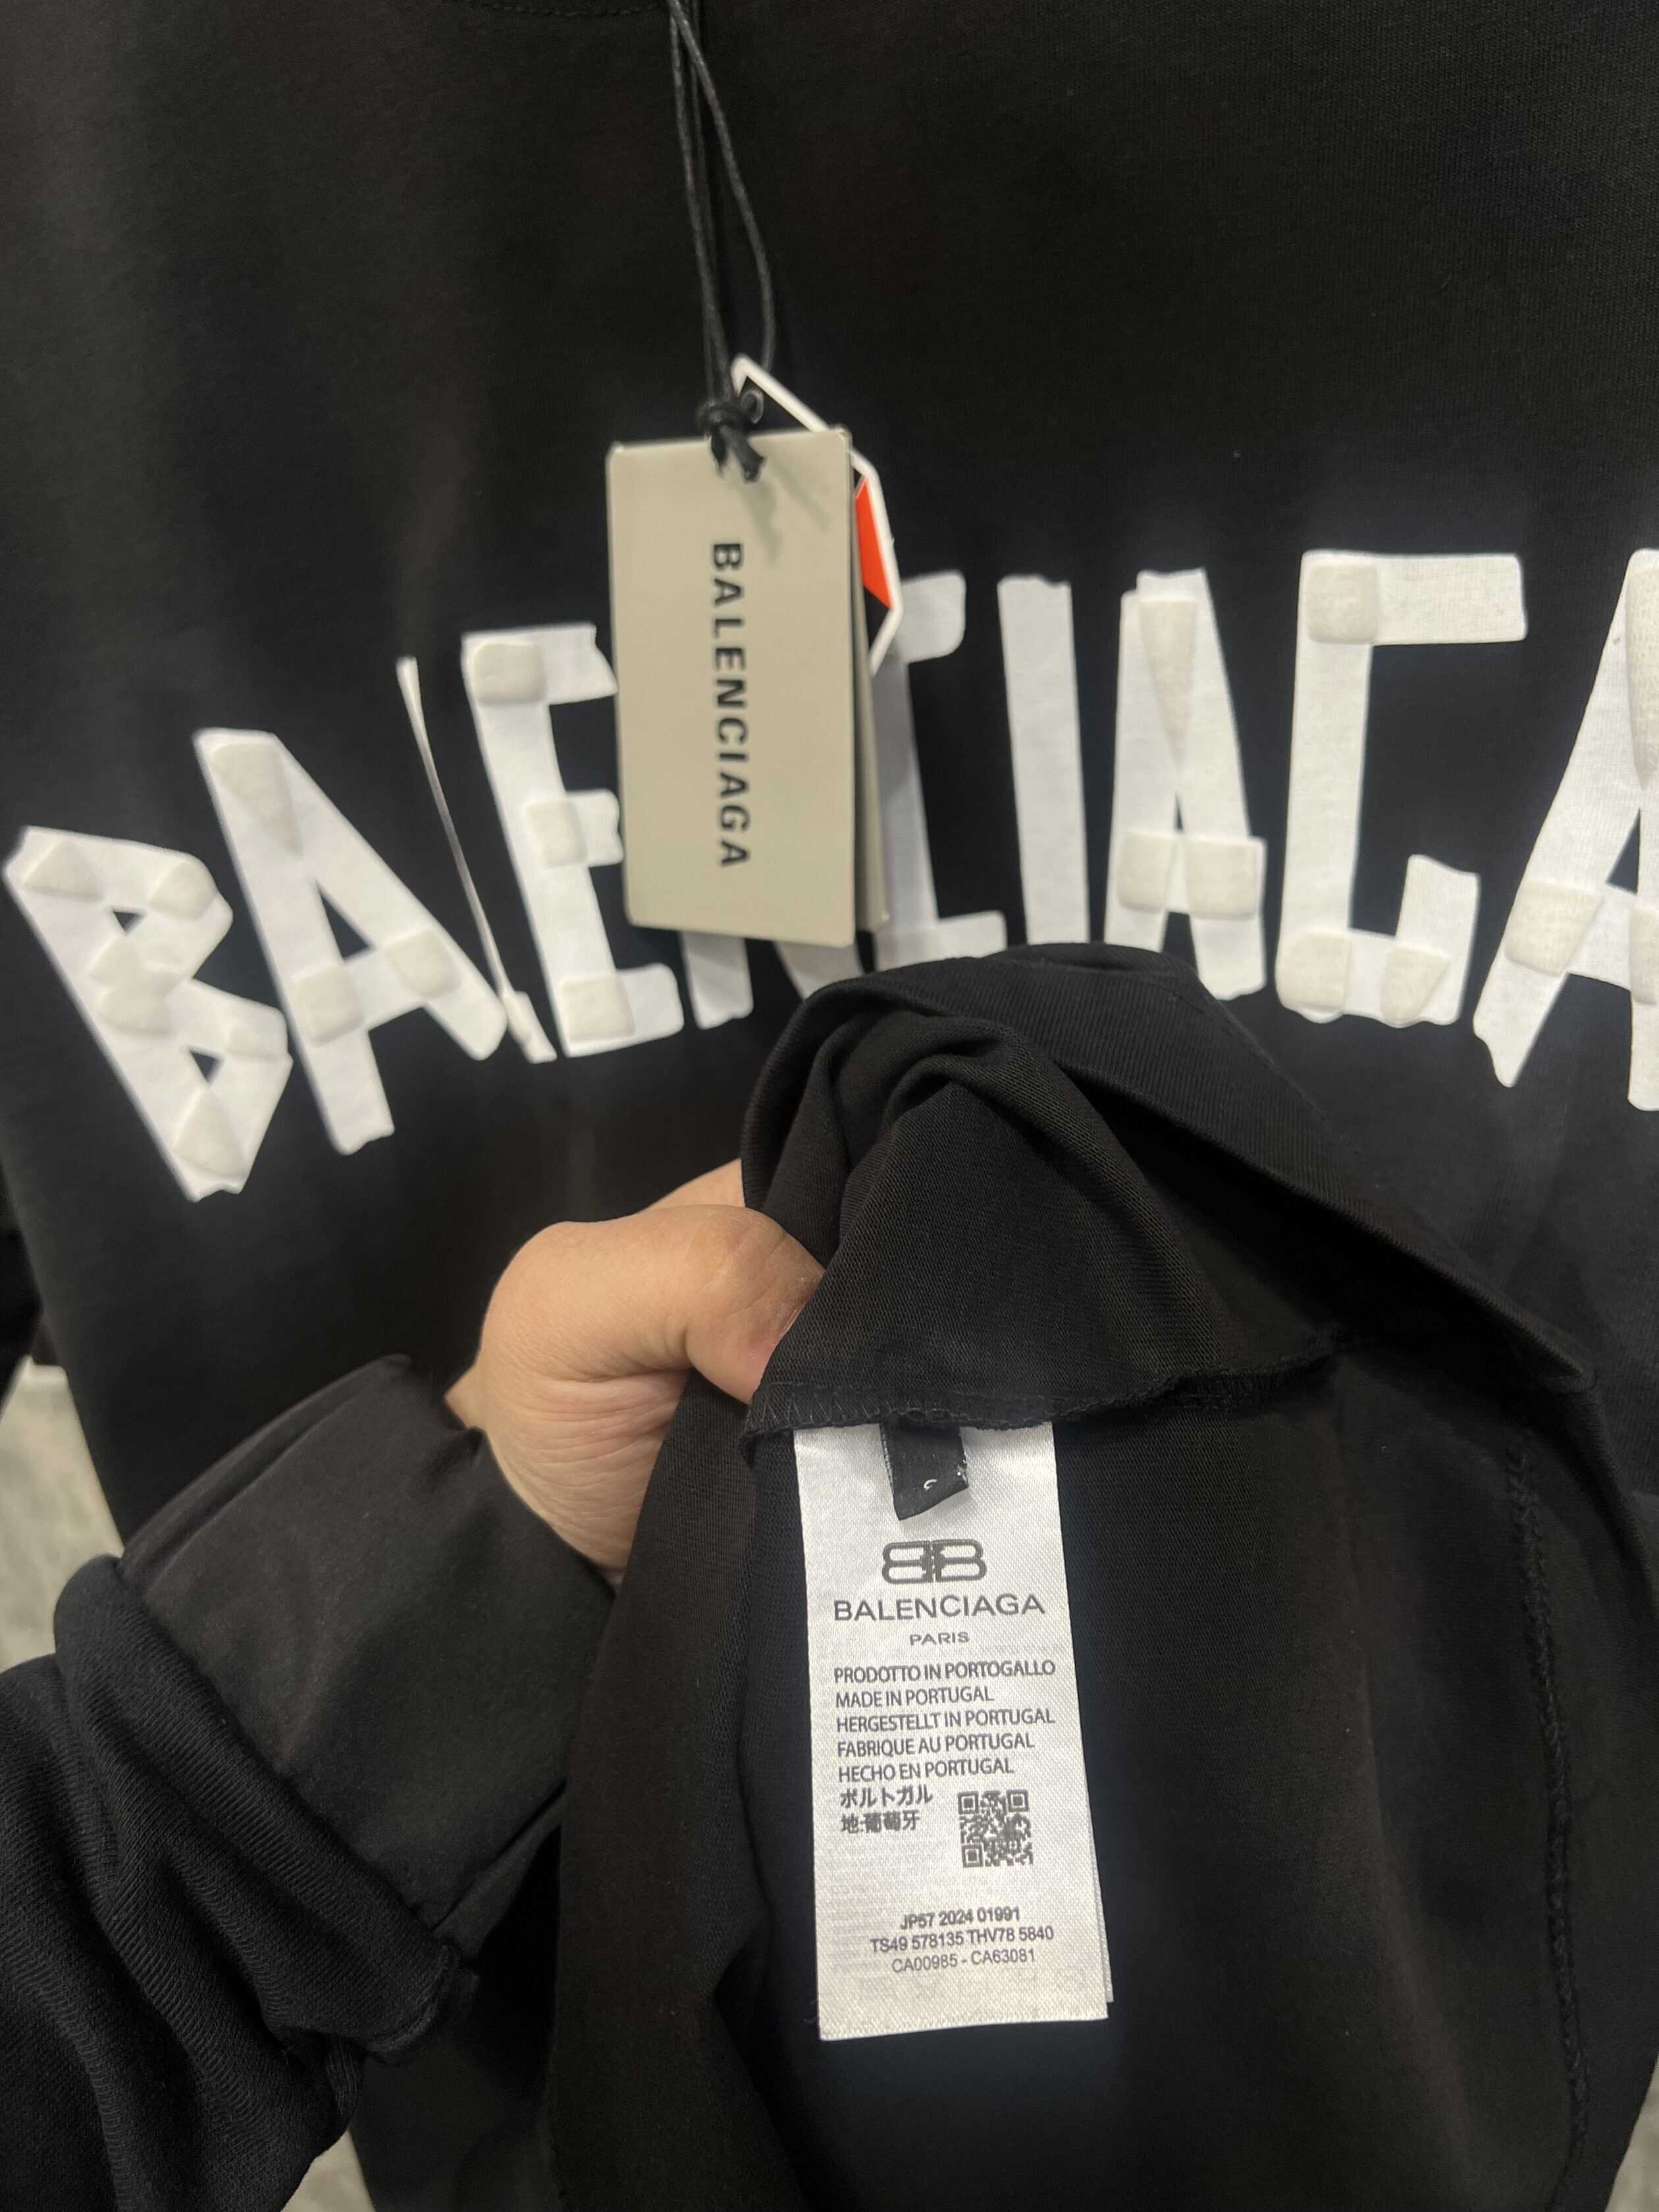 BALENCIAGA
BALENCIAGA
BB
BALENCIAGA
PARIS
PRODOTTO IN PORTOGALLO
MADE IN PORTUGAL
HERGESTELLT IN PORTUGAL
FABRIQUE AU PORTUGAL
HECHO EN PORTUGAL
ポルトガル
地:葡萄牙
JP57 2024 01991
TS49 578135 THV78 5840
CA00985 - CA63081